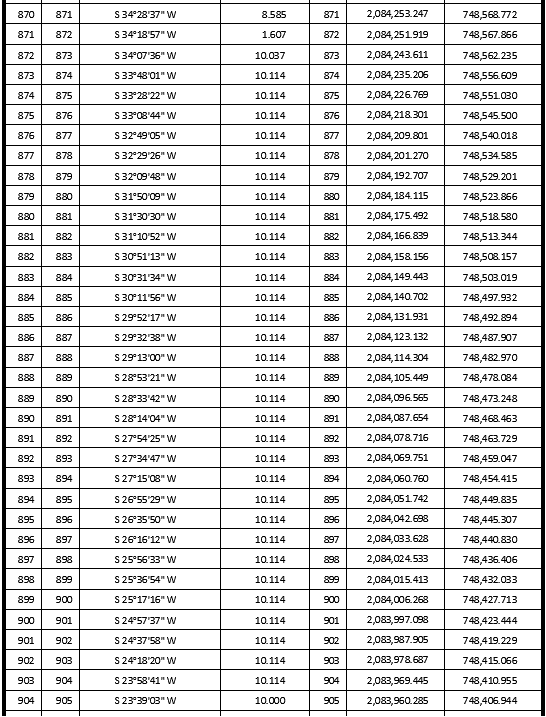 870 871 S 34°28'37" W 8.585 871 2,084,253.247 748,568.772
871 872 S 34°18'57" W 1.607 872 2,084,251.919 748,567.866
872 873 S 34°07'36" W 10.037 873 2,084,243.611 748,562.235
873 874 S 33°48'01" W 10.114 874 2,084,235.206 748,556.609
874 875 S 33°28'22" W 10.114 875 2,084,226.769 748,551.030
875 876 S 33°08'44" W 10.114 876 2,084,218.301 748,545.500
876 877 S 32°49'05" W 10.114 877 2,084,209.801 748,540.018
877 878 S 32°29'26" W 10.114 878 2,084,201.270 748,534.585
878 879 S 32°09'48" W 10.114 879 2,084,192.707 748,529.201
879 880 S 31°50'09" W 10.114 880 2,084,184.115 748,523.866
880 881 S 31°30'30" W 10.114 881 2,084,175.492 748,518.580
881 882 S 31°10'52" W 10.114 882 2,084,166.839 748,513.344
882 883 S 30°51'13" W 10.114 883 2,084,158.156 748,508.157
883 884 S 30°31'34" W 10.114 884 2,084,149.443 748,503.019
884 885 S 30°11'56" W 10.114 885 2,084,140.702 748,497.932
885 886 S 29°52'17" W 10.114 886 2,084,131.931 748,492.894
886 887 S 29°32'38" W 10.114 887 2,084,123.132 748,487.907
887 888 S 29°13'00" W 10.114 888 2,084,114.304 748,482.970
888 889 S 28°53'21" W 10.114 889 2,084,105.449 748,478.084
889 890 S 28°33'42" W 10.114 890 2,084,096.565 748,473.248
890 891 S 28°14'04" W 10.114 891 2,084,087.654 748,468.463
891 892 S 27°54'25" W 10.114 892 2,084,078.716 748,463.729
892 893 S 27°34'47" W 10.114 893 2,084,069.751 748,459.047
893 894 S 27°15'08" W 10.114 894 2,084,060.760 748,454.415
894 895 S 26°55'29" W 10.114 895 2,084,051.742 748,449.835
895 896 S 26°35'50" W 10.114 896 2,084,042.698 748,445.307
896 897 S 26°16'12" W 10.114 897 2,084,033.628 748,440.830
897 898 S 25°56'33" W 10.114 898 2,084,024.533 748,436.406
898 899 S 25°36'54" W 10.114 899 2,084,015.413 748,432.033
899 900 S 25°17'16" W 10.114 900 2,084,006.268 748,427.713
900 901 S 24°57'37" W 10.114 901 2,083,997.098 748,423.444
901 902 S 24°37'58" W 10.114 902 2,083,987.905 748,419.229
902 903 S 24°18'20" W 10.114 903 2,083,978.687 748,415.066
903 904 S 23°58'41" W 10.114 904 2,083,969.445 748,410.955
904 905 S 23°39'03" W 10.000 905 2,083,960.285 748,406.944